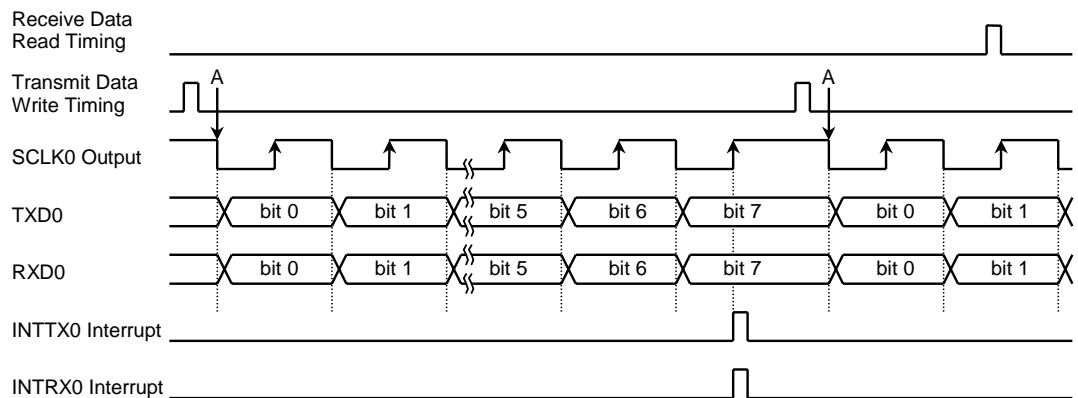 Receive Data
Read Timing
Transmit Data
Write Timing
A
A
SCLK0 Output
TXD0
bit 0
bit 1
bit 5
bit 6
bit 7
bit 0
bit 1
RXD0
bit 0
bit 1
bit 5
bit 6
bit 7
bit 0
bit 1
INTTX0 Interrupt
INTRX0 Interrupt